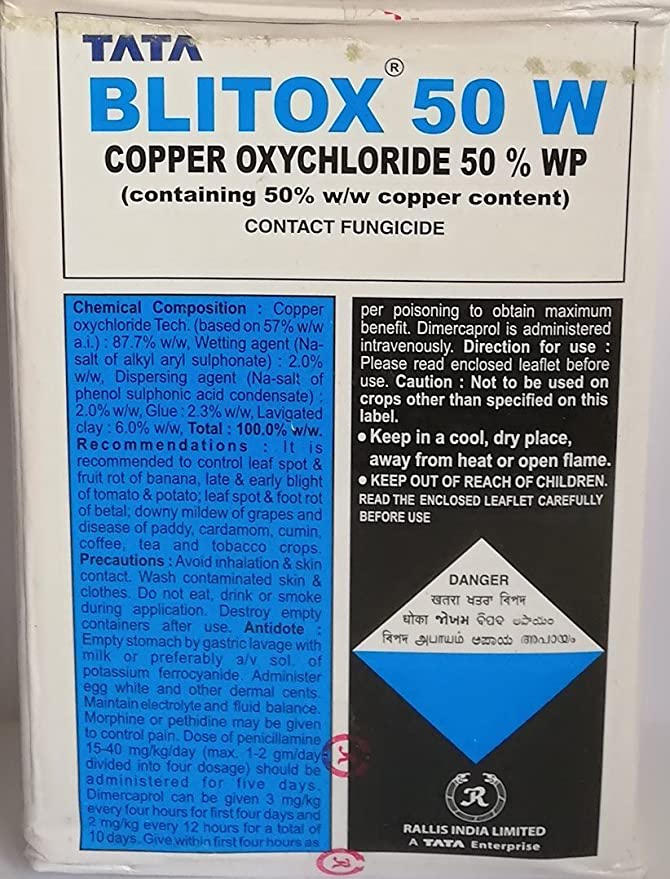 TATA
BLITOX® 50 W
COPPER OXYCHLORIDE 50 % WP
(containing 50% w/w copper content)
CONTACT FUNGICIDE
Chemical Composition : Copper
oxychloride Tech. (based on 57% w/w
a.i.) : 87.7% w/w, Wetting agent (Na-
salt of alkyl aryl sulphonate) : 2.0%
w/w, Dispersing agent (Na-salt of
phenol sulphonic acid condensate) :
2.0% w/w, Glue : 2.3% w/w, Lavigated
clay : 6.0% w/w, Total : 100.0% w/w.
Recommendations : It is
recommended to control leaf spot &
fruit rot of banana, late & early blight
of tomato & potato; leaf spot & foot rot
of betal; downy mildew of grapes and
disease of paddy, cardamom, cumin,
coffee, tea and tobacco crops.
Precautions : Avoid inhalation & skin
contact. Wash contaminated skin &
clothes. Do not eat, drink or smoke
during application. Destroy empty
containers after use. Antidote :
Empty stomach by gastric lavage with
milk or preferably a/v sol. of
potassium ferrocyanide. Administer
egg white and other dermal cents.
Maintain electrolyte and fluid balance.
Morphine or pethidine may be given
to control pain. Dose of penicillamine
15-40 mg/kg/day (max. 1-2 gm/day
divided into four dosage) should be
administered for five days.
Dimercaprol can be given 3 mg/kg
every four hours for first four days and
2 mg/kg every 12 hours for a total of
10 days. Give within first four hours as
per poisoning to obtain maximum
benefit. Dimercaprol is administered
intravenously. Direction for use :
Please read enclosed leaflet before
use. Caution : Not to be used on
crops other than specified on this
label.
• Keep in a cool, dry place,
away from heat or open flame.
• KEEP OUT OF REACH OF CHILDREN.
READ THE ENCLOSED LEAFLET CAREFULLY
BEFORE USE
DANGER
खतरा ਖਤਰਾ বিপদ
ધોકા જોખમ ବିପଦ ಅಪಾಯಂ
বিপদ அபாயம் అపాయ അപായം
R
RALLIS INDIA LIMITED
A TATA Enterprise